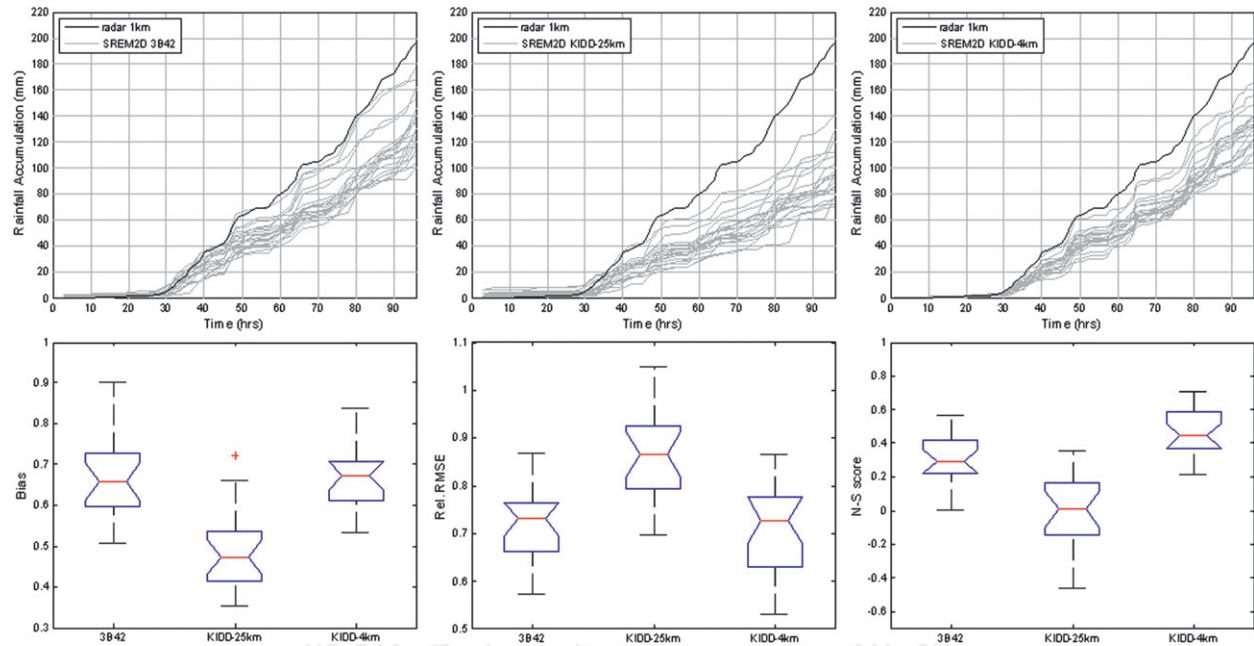 radar 1km
SREM2D 3B42
Rainfall Accumulation (mm)
220
200
180
160
140
120
100
80
60
40
20
0
0 10 20 30 40 50 60 70 80 90
Time (hrs)
radar 1km
SREM2D KIDD-25km
Rainfall Accumulation (mm)
220
200
180
160
140
120
100
80
60
40
20
0
0 10 20 30 40 50 60 70 80 90
Time (hrs)
radar 1km
SREM2D KIDD-4km
Rainfall Accumulation (mm)
220
200
180
160
140
120
100
80
60
40
20
0
0 10 20 30 40 50 60 70 80 90
Time (hrs)
Bias
1
0.9
0.8
0.7
0.6
0.5
0.4
0.3
3B42 KIDD-25km KIDD-4km
Rel.RMSE
1.1
1
0.9
0.8
0.7
0.6
0.5
3B42 KIDD-25km KIDD-4km
N-S score
1
0.8
0.6
0.4
0.2
0
-0.2
-0.4
-0.6
3B42 KIDD-25km KIDD-4km